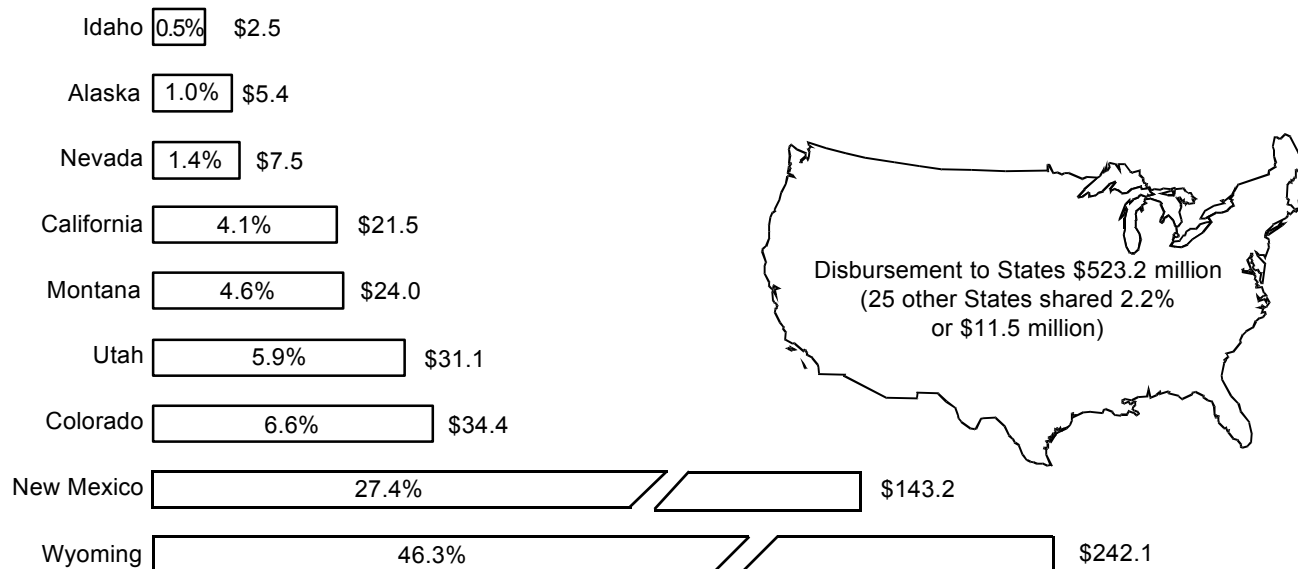 Idaho 0.5% $2.5
Alaska 1.0% $5.4
Nevada 1.4% $7.5
California 4.1% $21.5
Montana 4.6% $24.0
Utah 5.9% $31.1
Colorado 6.6% $34.4
New Mexico 27.4% $143.2
Wyoming 46.3% $242.1
Disbursement to States $523.2 million
(25 other States shared 2.2%
or $11.5 million)